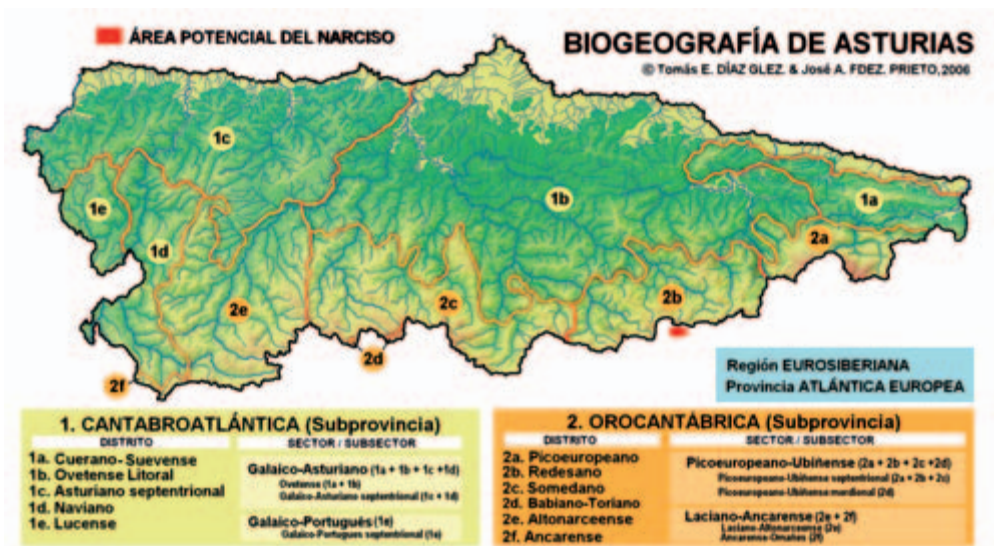 ÁREA POTENCIAL DEL NARCISO
BIOGEOGRAFÍA DE ASTURIAS
© Tomás E. DÍAZ GLEZ. & José A. FDEZ. PRIETO, 2006
1c
1e
1d
1b
1a
2a
2b
2c
2e
2d
2f
Región EUROSIBERIANA
Provincia ATLÁNTICA EUROPEA
1. CANTABROATLÁNTICA (Subprovincia)
DISTRITO
SECTOR / SUBSECTOR
1a. Cuerano-Suevense
1b. Ovetense Litoral
1c. Asturiano septentrional
1d. Naviano
1e. Lucense
Galaico-Asturiano (1a + 1b + 1c +1d)
Ovetense (1a + 1b)
Galaico-Asturiano septentrional (1c + 1d)
Galaico-Portugués (1e)
Galaico-Portugues septentrional (1e)
2. OROCANTÁBRICA (Subprovincia)
DISTRITO
SECTOR / SUBSECTOR
2a. Picoeuropeano
2b. Redesano
2c. Somedano
2d. Babiano-Toriano
2e. Altonarceense
2f. Ancarense
Picoeuropeano-Ubiñense (2a + 2b + 2c +2d)
Picoeuropeano-Ubiñense septentrional (2a + 2b + 2c)
Picoeuropeano-Ubiñense meridional (2d)
Laciano-Ancarense (2e + 2f)
Laciano-Altonarceense (2e)
Ancarense-Omañes (2f)